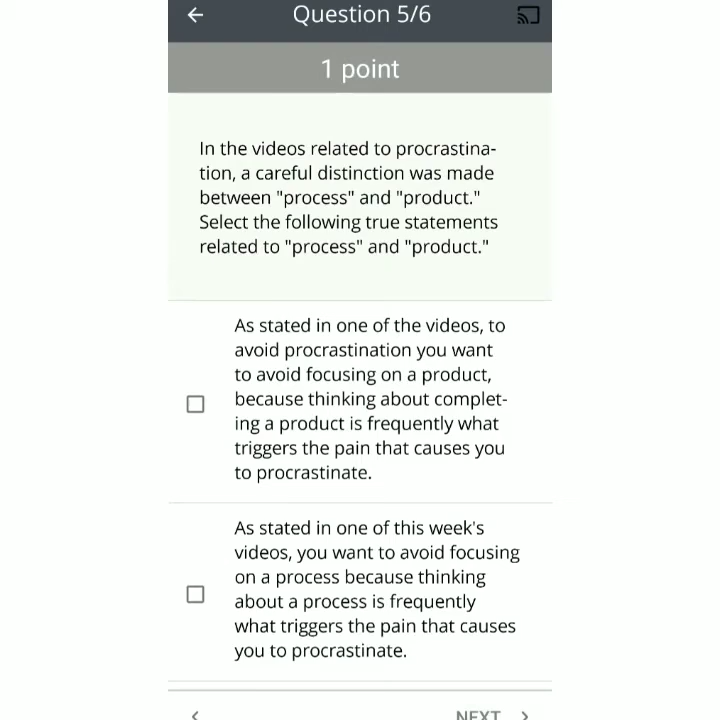 Question 5/6
1 point
In the videos related to procrastina-
tion, a careful distinction was made
between "process" and "product."
Select the following true statements
related to "process" and "product."
As stated in one of the videos, to
avoid procrastination you want
to avoid focusing on a product,
because thinking about complet-
ing a product is frequently what
triggers the pain that causes you
to procrastinate.
As stated in one of this week's
videos, you want to avoid focusing
on a process because thinking
about a process is frequently
what triggers the pain that causes
you to procrastinate.
NEXT